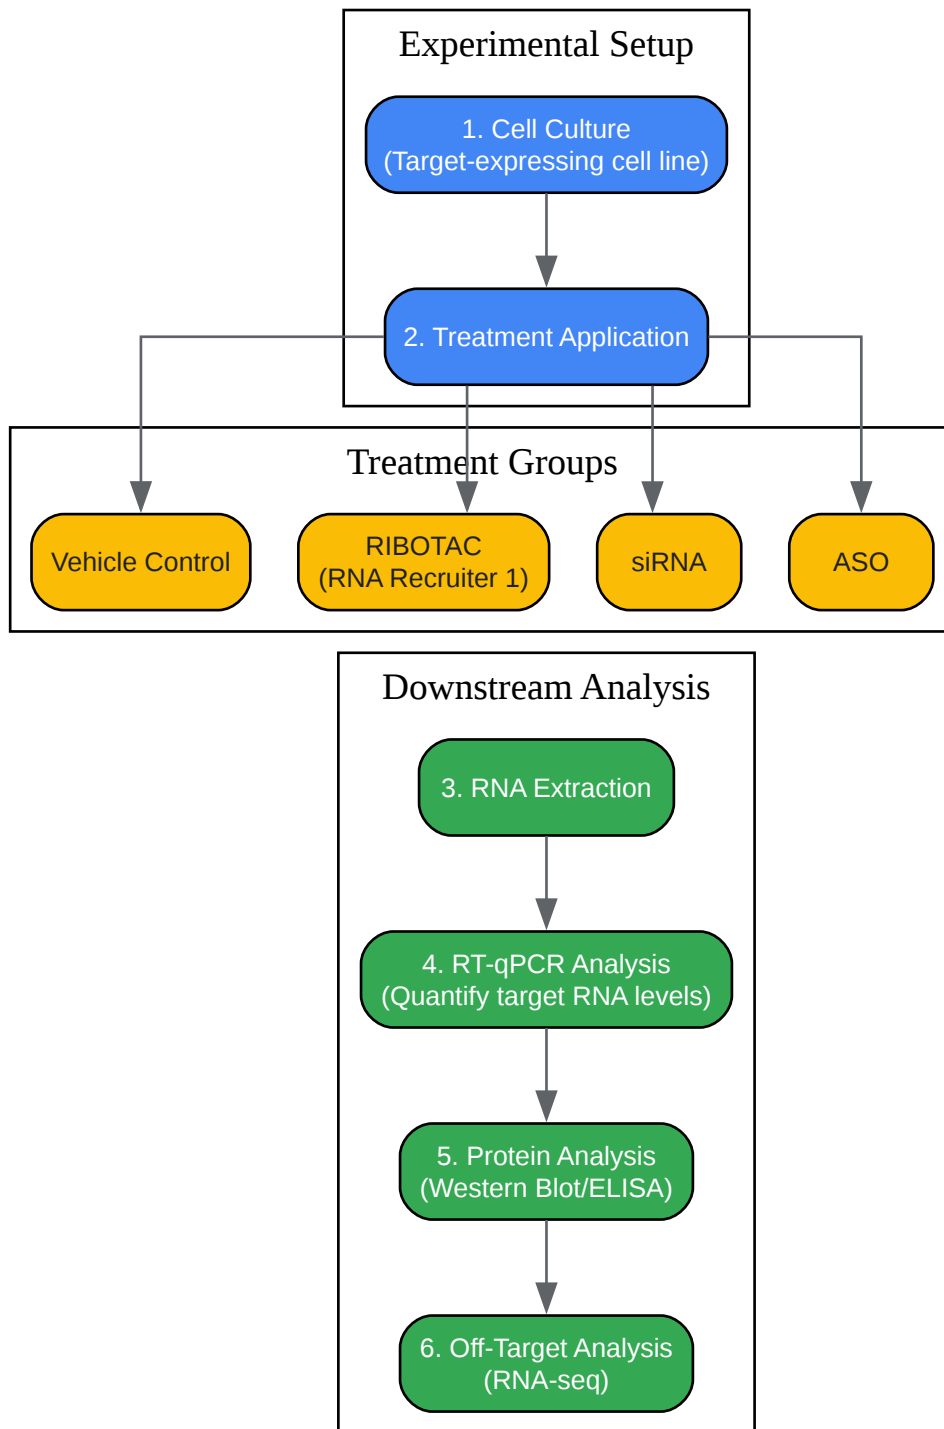 Experimental Setup
1. Cell Culture
(Target-expressing cell line)
2. Treatment Application
Treatment Groups
Vehicle Control
RIBOTAC
(RNA Recruiter 1)
siRNA
ASO
Downstream Analysis
3. RNA Extraction
4. RT-qPCR Analysis
(Quantify target RNA levels)
5. Protein Analysis
(Western Blot/ELISA)
6. Off-Target Analysis
(RNA-seq)